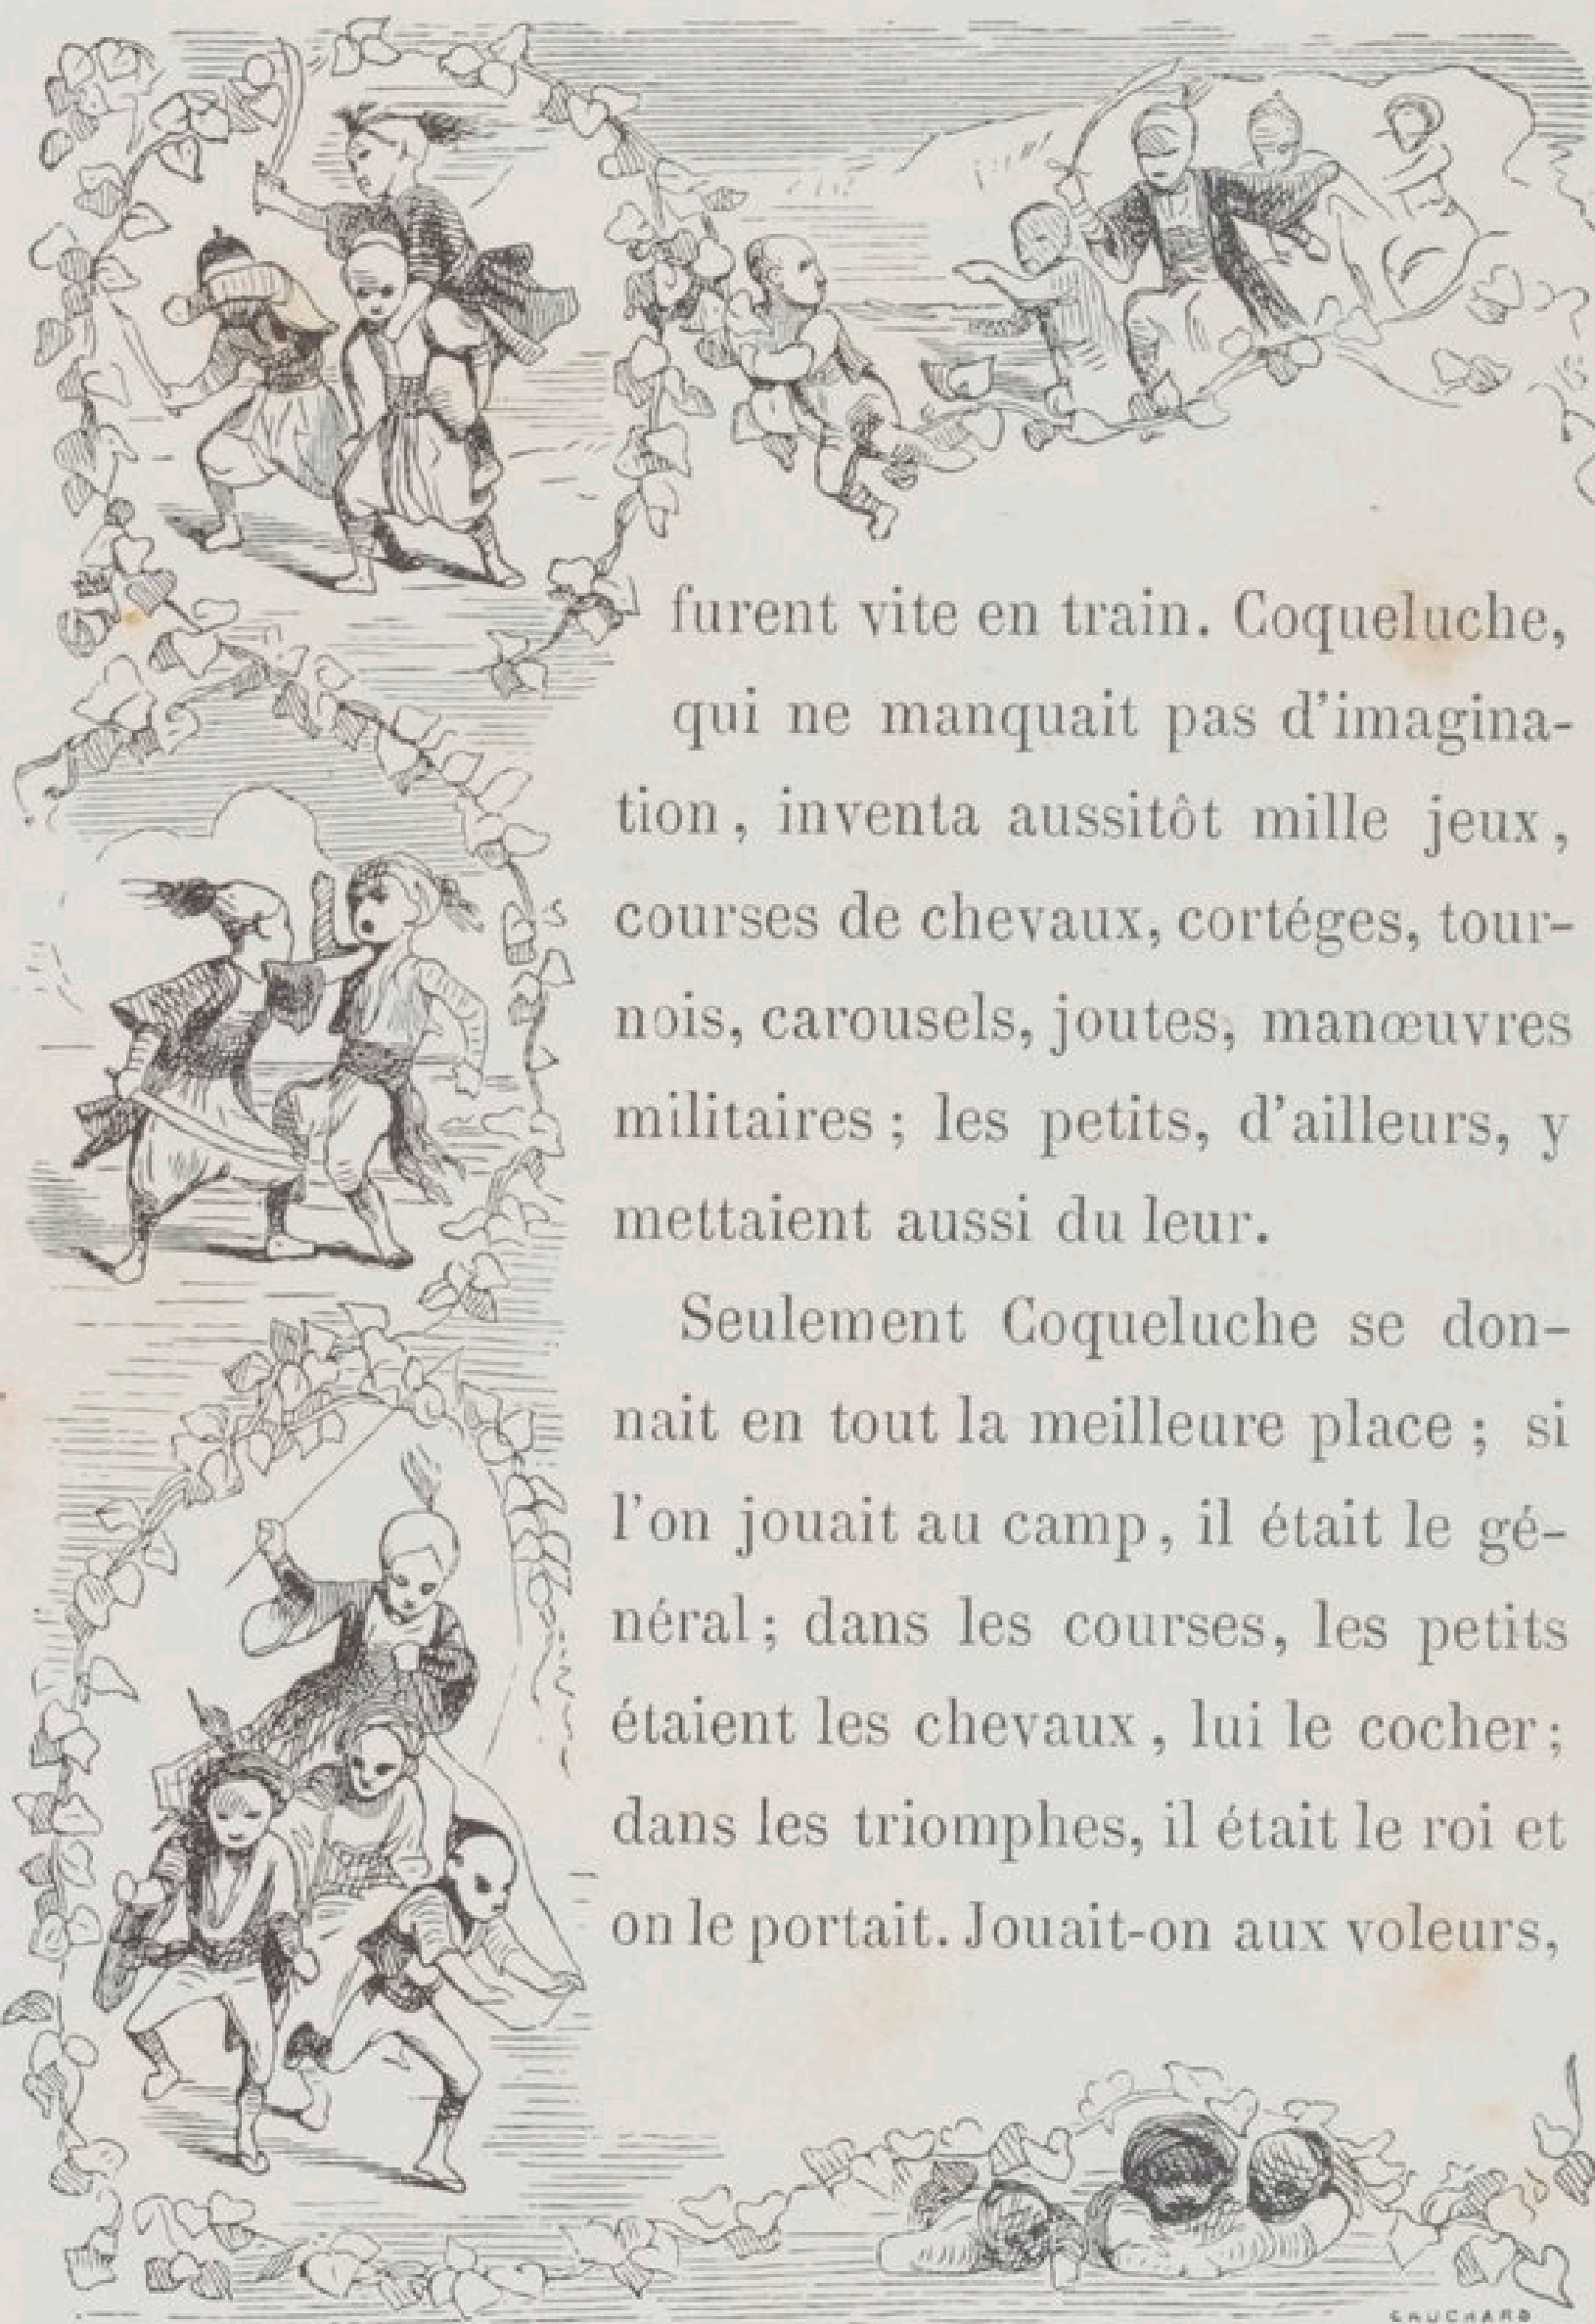 furent vite en train. Coqueluche,
qui ne manquait pas d'imagina-
tion, inventa aussitôt mille jeux,
courses de chevaux, cortéges, tour-
nois, carousels, joutes, manœuvres
militaires ; les petits, d'ailleurs, y
mettaient aussi du leur.
Seulement Coqueluche se don-
nait en tout la meilleure place ; si
l'on jouait au camp, il était le gé-
néral ; dans les courses, les petits
étaient les chevaux, lui le cocher ;
dans les triomphes, il était le roi et
on le portait. Jouait-on aux voleurs,